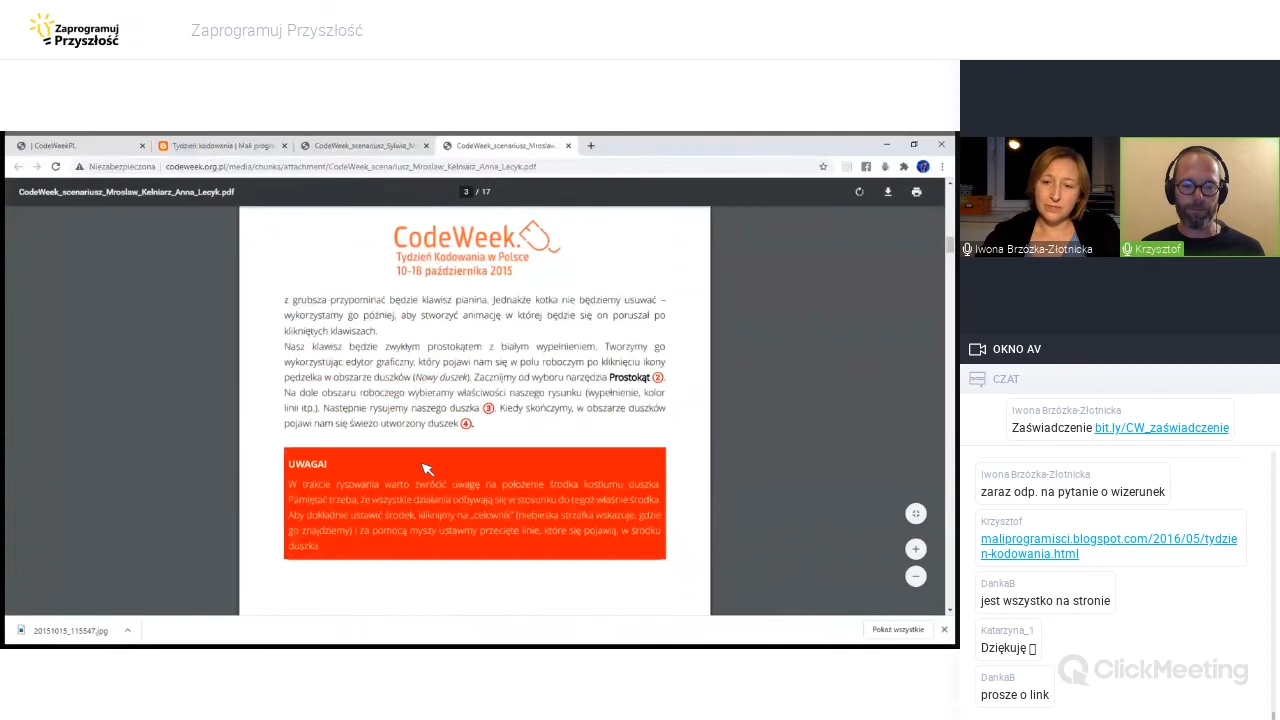 Zaprogramuj
Przyszłość
Zaprogramuj Przyszłość
| CodeWeekPL
Tydzień kodowania | Mali progra
CodeWeek_scenariusz_Sylwia_M
CodeWeek_scenariusz_Mroslaw
Niezabezpieczona | codeweek.org.pl/media/chunks/attachment/CodeWeek_scenariusz_Mroslaw_Kełniarz_Anna_Lecyk.pdf
CodeWeek_scenariusz_Mroslaw_Kełniarz_Anna_Lecyk.pdf
3 / 17
CodeWeek.
Tydzień Kodowania w Polsce
10-18 października 2015
z grubsza przypominać będzie klawisz pianina. Jednakże kotka nie będziemy usuwać –
wykorzystamy go później, aby stworzyć animację w której będzie się on poruszał po
klikniętych klawiszach.
Nasz klawisz będzie zwykłym prostokątem z białym wypełnieniem. Tworzymy go
wykorzystując edytor graficzny, który pojawi nam się w polu roboczym po kliknięciu ikony
pędzelka w obszarze duszków (Nowy duszek). Zacznijmy od wyboru narzędzia Prostokąt ②.
Na dole obszaru roboczego wybieramy właściwości naszego rysunku (wypełnienie, kolor
linii itp.). Następnie rysujemy naszego duszka ③. Kiedy skończymy, w obszarze duszków
pojawi nam się świeżo utworzony duszek ④.
UWAGA!
W trakcie rysowania warto zwrócić uwagę na położenie środka kostiumu duszka.
Pamiętać trzeba, że wszystkie działania odbywają się w stosunku do tegoż właśnie środka.
Aby dokładnie ustawić środek, kliknijmy na „celownik” (niebieska strzałka wskazuje, gdzie
go znajdziemy) i za pomocą myszy ustawmy przecięte linie, które się pojawią, w środku
duszka.
20151015_115547.jpg
Pokaż wszystkie
Iwona Brzózka-Złotnicka
Krzysztof
OKNO AV
CZAT
Iwona Brzózka-Złotnicka
Zaświadczenie bit.ly/CW_zaświadczenie
Iwona Brzózka-Złotnicka
zaraz odp. na pytanie o wizerunek
Krzysztof
maliprogramisci.blogspot.com/2016/05/tydzie
n-kodowania.html
DankaB
jest wszystko na stronie
Katarzyna_1
Dziękuję
DankaB
prosze o link
ClickMeeting